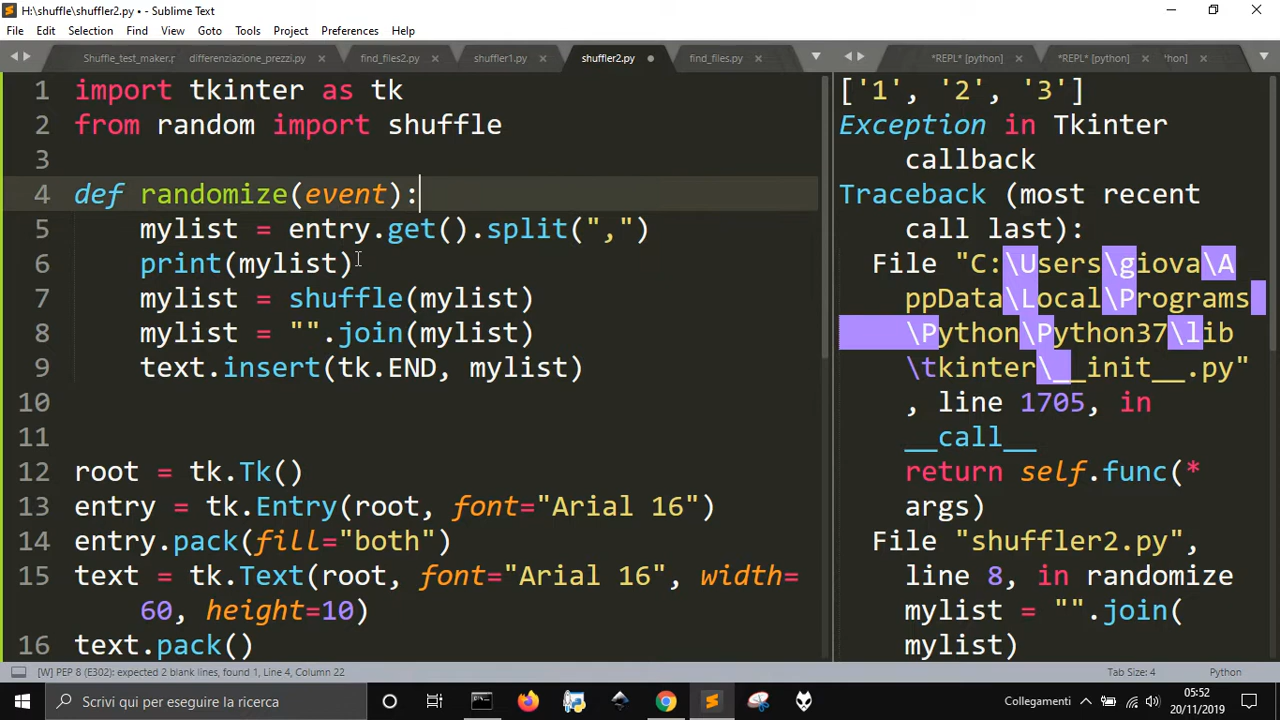 H:\shuffle\shuffler2.py • - Sublime Text
File Edit Selection Find View Goto Tools Project Preferences Help
Shuffle_test_maker.p differenziazione_prezzi.py find_files2.py shuffler1.py shuffler2.py find_files.py *REPL* [python] *REPL* [python] hon]
1 import tkinter as tk
2 from random import shuffle
3
4 def randomize(event):
5 mylist = entry.get().split(",")
6 print(mylist)
7 mylist = shuffle(mylist)
8 mylist = "".join(mylist)
9 text.insert(tk.END, mylist)
10
11
12 root = tk.Tk()
13 entry = tk.Entry(root, font="Arial 16")
14 entry.pack(fill="both")
15 text = tk.Text(root, font="Arial 16", width=
60, height=10)
16 text.pack()
['1', '2', '3']
Exception in Tkinter
callback
Traceback (most recent
call last):
File "C:\Users\giova\A
ppData\Local\Programs
\Python\Python37\lib
\tkinter\__init__.py"
, line 1705, in
__call__
return self.func(*
args)
File "shuffler2.py",
line 8, in randomize
mylist = "".join(
mylist)
[W] PEP 8 (E302): expected 2 blank lines, found 1, Line 4, Column 22 Tab Size: 4 Python
Scrivi qui per eseguire la ricerca Collegamenti 05:52
20/11/2019